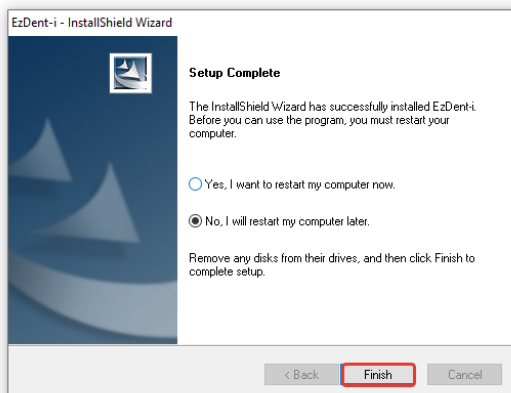 EzDent-i - InstallShield Wizard
Setup Complete
The InstallShield Wizard has successfully installed EzDent-i.
Before you can use the program, you must restart your
computer.
Yes, I want to restart my computer now.
No, I will restart my computer later.
Remove any disks from their drives, and then click Finish to
complete setup.
< Back Finish Cancel